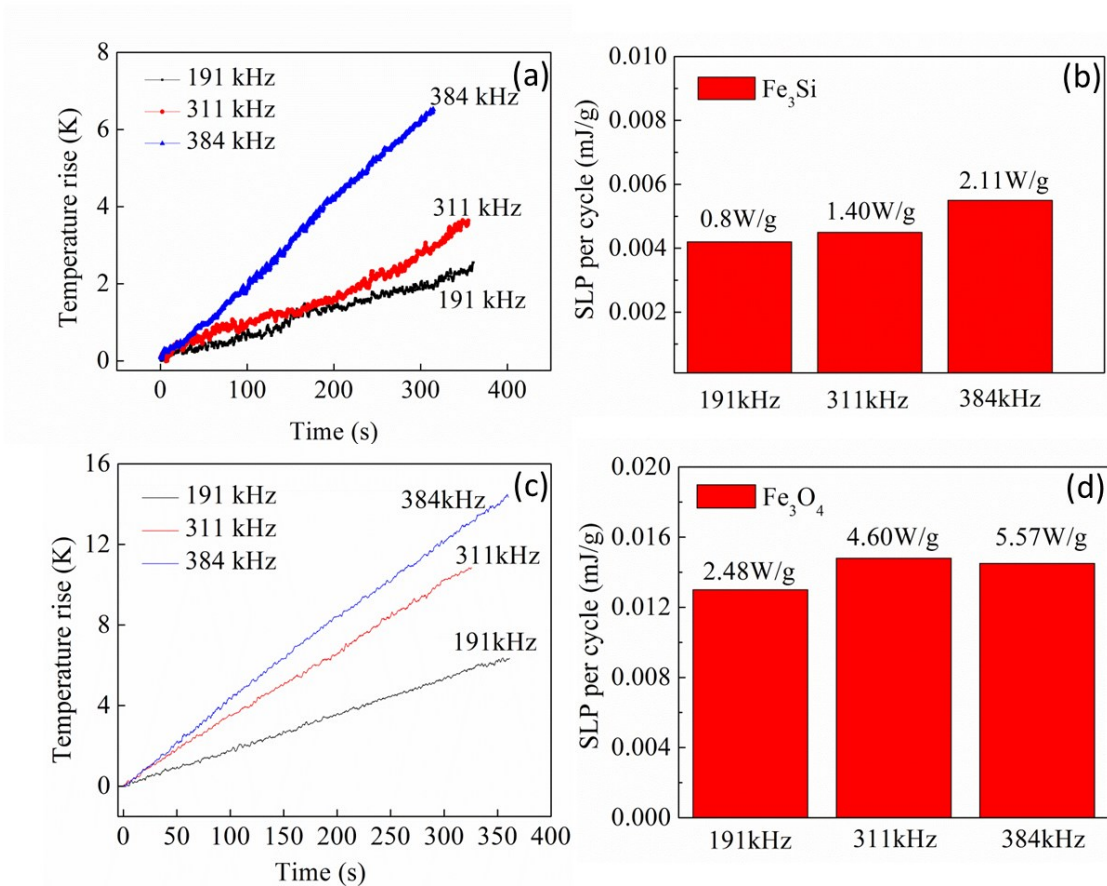 (a)
191 kHz
311 kHz
384 kHz
384 kHz
311 kHz
191 kHz
8
6
4
2
0
Temperature rise (K)
0 100 200 300 400
Time (s)
(b)
Fe₃Si
0.8W/g
1.40W/g
2.11W/g
0.010
0.008
0.006
0.004
0.002
SLP per cycle (mJ/g)
191kHz 311kHz 384kHz
(c)
191 kHz
311 kHz
384 kHz
384kHz
311kHz
191kHz
16
12
8
4
0
Temperature rise (K)
0 50 100 150 200 250 300 350 400
Time (s)
(d)
Fe₃O₄
2.48W/g
4.60W/g
5.57W/g
0.020
0.016
0.012
0.008
0.004
0.000
SLP per cycle (mJ/g)
191kHz 311kHz 384kHz